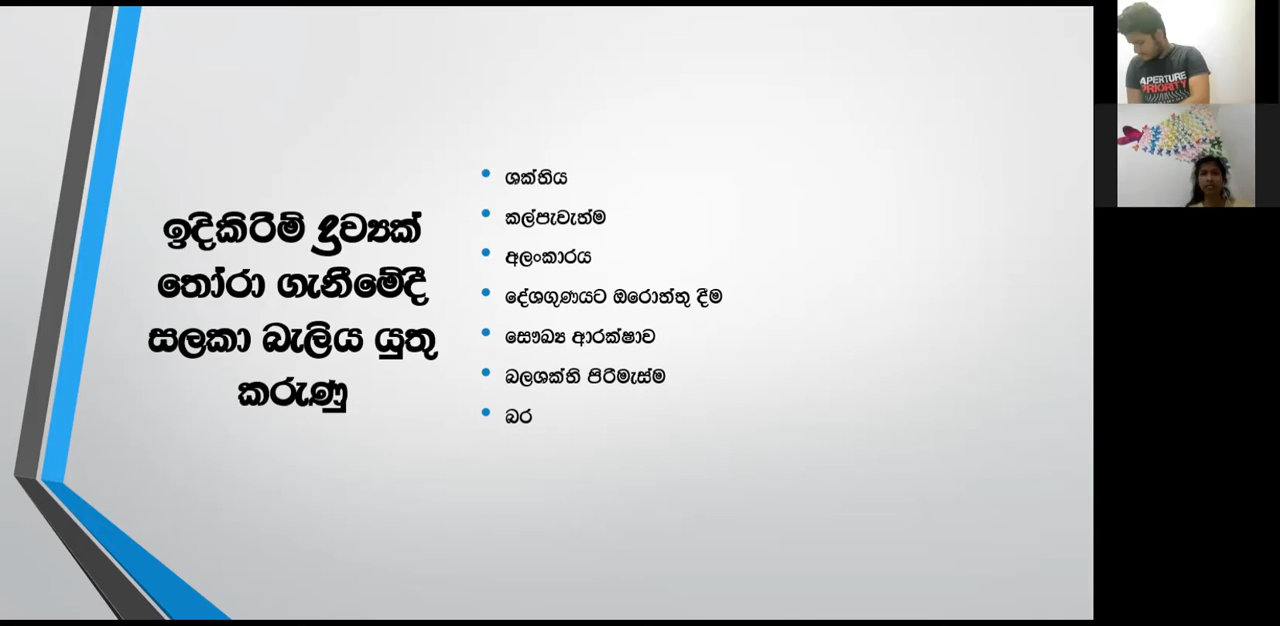 ඉදිකිරීම් ද්‍රව්‍යක්
තෝරා ගැනීමේදී
සලකා බැලිය යුතු
කරුණු
ශක්තිය
කල්පැවැත්ම
අලංකාරය
දේශගුණයට ඔරොත්තු දීම
සෞඛ්‍ය ආරක්ෂාව
බලශක්ති පිරිමැස්ම
බර
APERTURE
PRIORITY